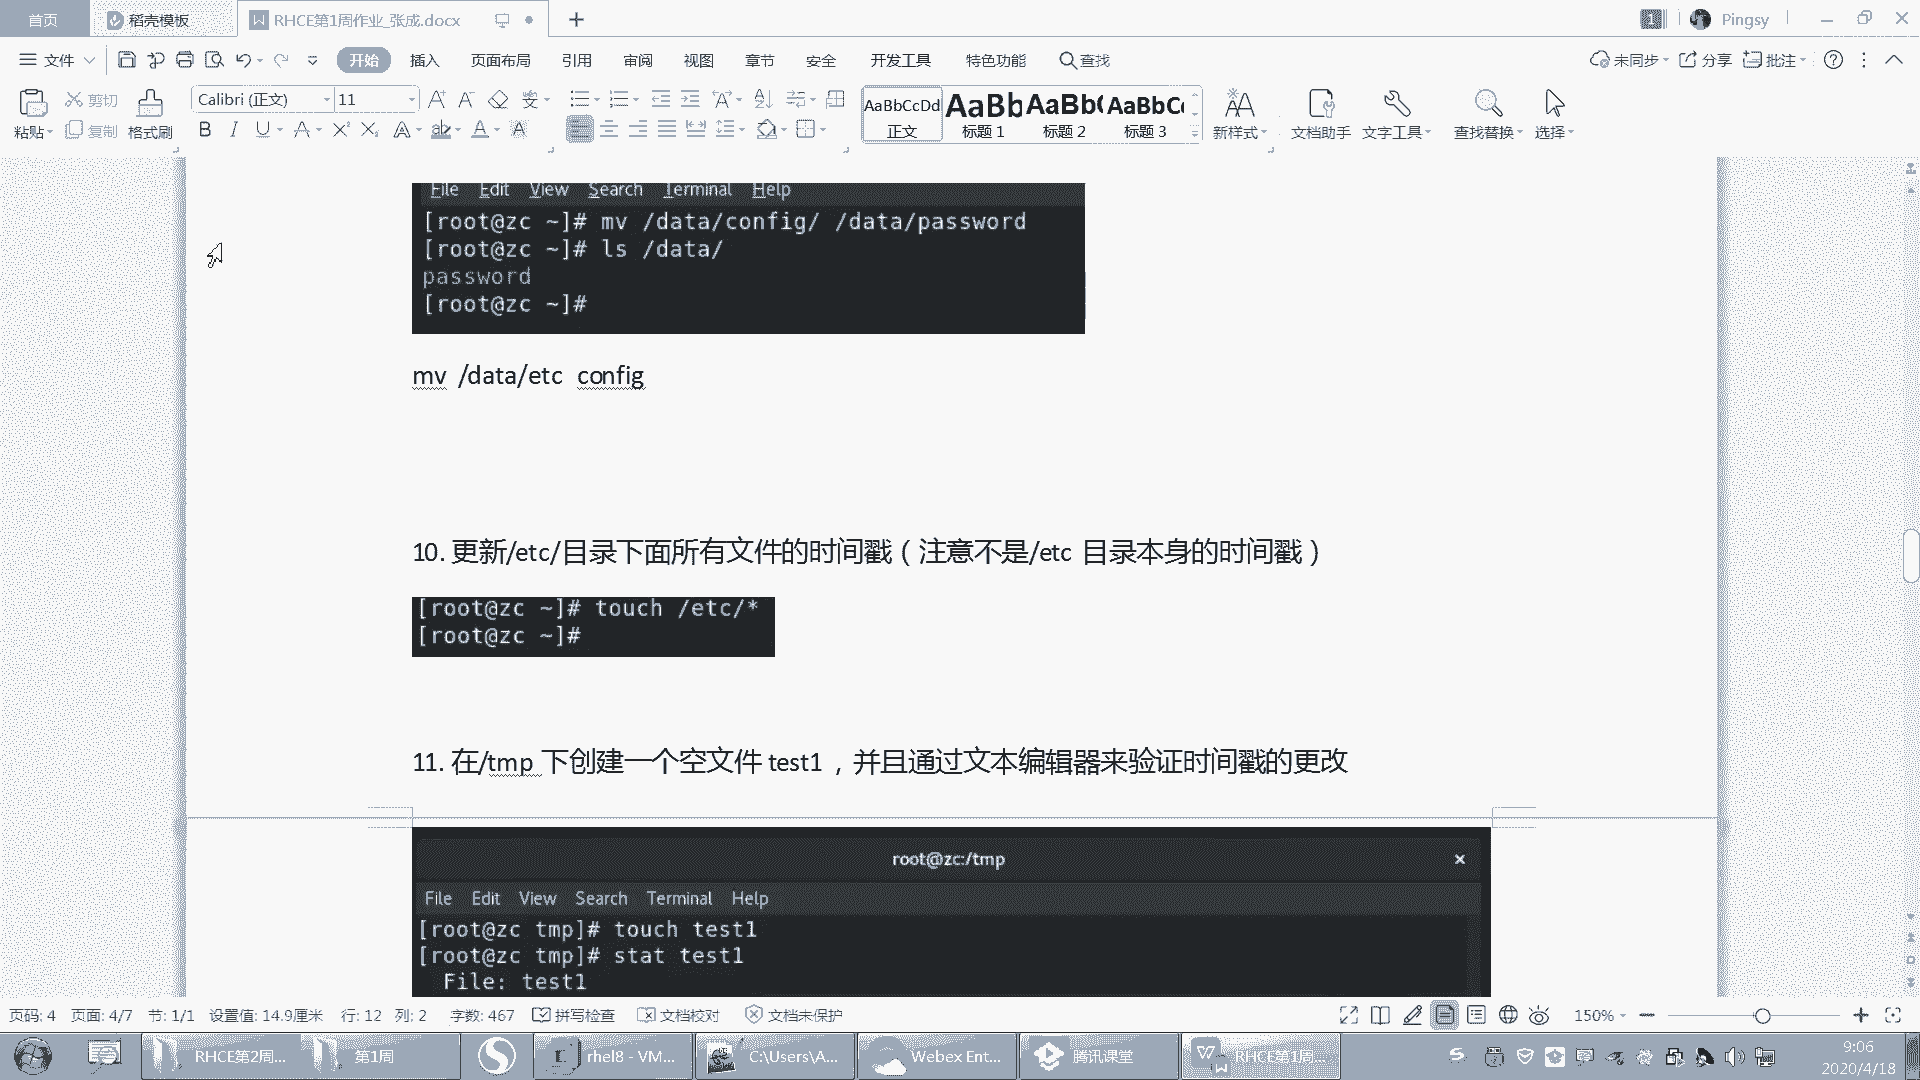 首页 稻壳模板 RHCE第1周作业_张成.docx + 1 Pingsy
文件 开始 插入 页面布局 引用 审阅 视图 章节 安全 开发工具 特色功能 查找 未同步 分享 批注
剪切 Calibri (正文) 11 AaBbCcDd AaBb AaBb( AaBbC
粘贴 复制 格式刷 B I U A X² X₂ A A A 正文 标题 1 标题 2 标题 3 新样式 文档助手 文字工具 查找替换 选择
File Edit View Search Terminal Help
[root@zc ~]# mv /data/config/ /data/password
[root@zc ~]# ls /data/
password
[root@zc ~]#
mv /data/etc config
10. 更新/etc/目录下面所有文件的时间戳（注意不是/etc 目录本身的时间戳）
[root@zc ~]# touch /etc/*
[root@zc ~]#
11. 在/tmp 下创建一个空文件 test1，并且通过文本编辑器来验证时间戳的更改
root@zc:/tmp ×
File Edit View Search Terminal Help
[root@zc tmp]# touch test1
[root@zc tmp]# stat test1
File: test1
页码: 4 页面: 4/7 节: 1/1 设置值: 14.9厘米 行: 12 列: 2 字数: 467 拼写检查 文档校对 文档未保护 150%
RHCE第2周... 第1周 rhel8 - VM... C:\Users\A... Webex Ent... 腾讯课堂 RHCE第1周... 9:06
2020/4/18